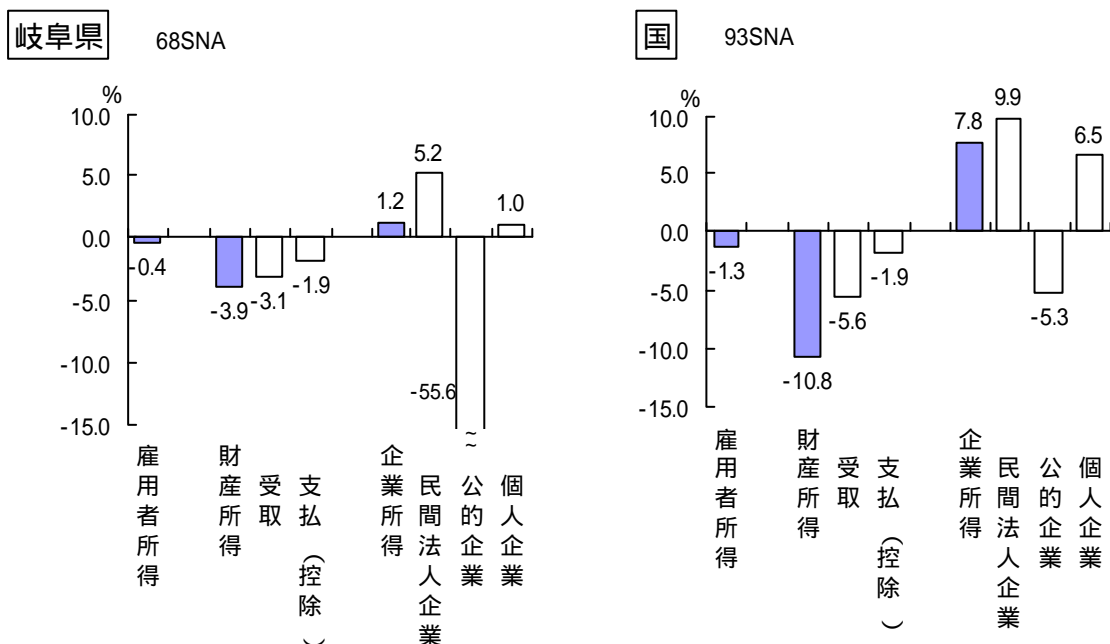 岐阜県 68SNA
%
10.0
5.0
0.0
-5.0
-10.0
-15.0
-0.4
-3.9
-3.1
-1.9
1.2
5.2
-55.6
1.0
雇用者所得
財産所得
受取
支払（控除）
企業所得
民間法人企業
公的企業
個人企業
国 93SNA
%
10.0
5.0
0.0
-5.0
-10.0
-15.0
-1.3
-10.8
-5.6
-1.9
7.8
9.9
-5.3
6.5
雇用者所得
財産所得
受取
支払（控除）
企業所得
民間法人企業
公的企業
個人企業